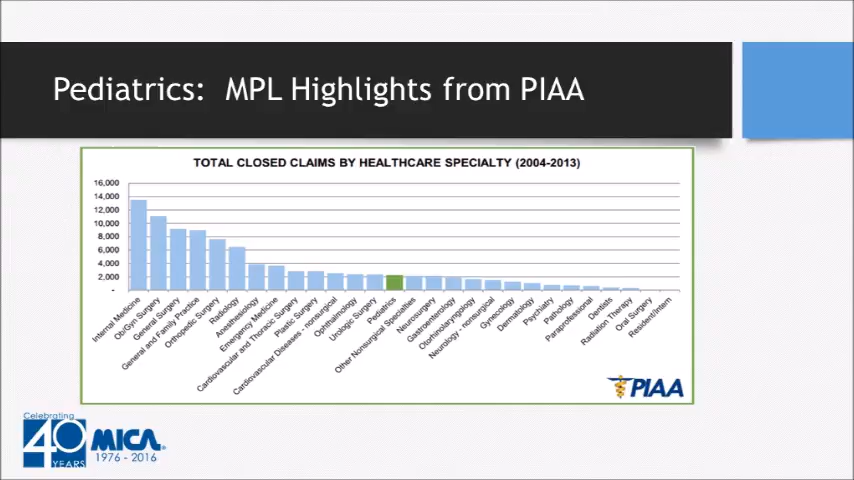 Pediatrics: MPL Highlights from PIAA
TOTAL CLOSED CLAIMS BY HEALTHCARE SPECIALTY (2004-2013)
16,000
14,000
12,000
10,000
8,000
6,000
4,000
2,000
-
Internal Medicine
Ob/Gyn Surgery
General Surgery
General and Family Practice
Orthopedic Surgery
Radiology
Anesthesiology
Emergency Medicine
Cardiovascular and Thoracic Surgery
Plastic Surgery
Cardiovascular Diseases - nonsurgical
Ophthalmology
Urologic Surgery
Pediatrics
Other Nonsurgical Specialties
Neurosurgery
Gastroenterology
Otorhinolaryngology
Neurology - nonsurgical
Gynecology
Dermatology
Psychiatry
Pathology
Paraprofessional
Dentists
Radiation Therapy
Oral Surgery
Resident/Intern
PIAA
Celebrating
40 MICA
YEARS 1976 - 2016